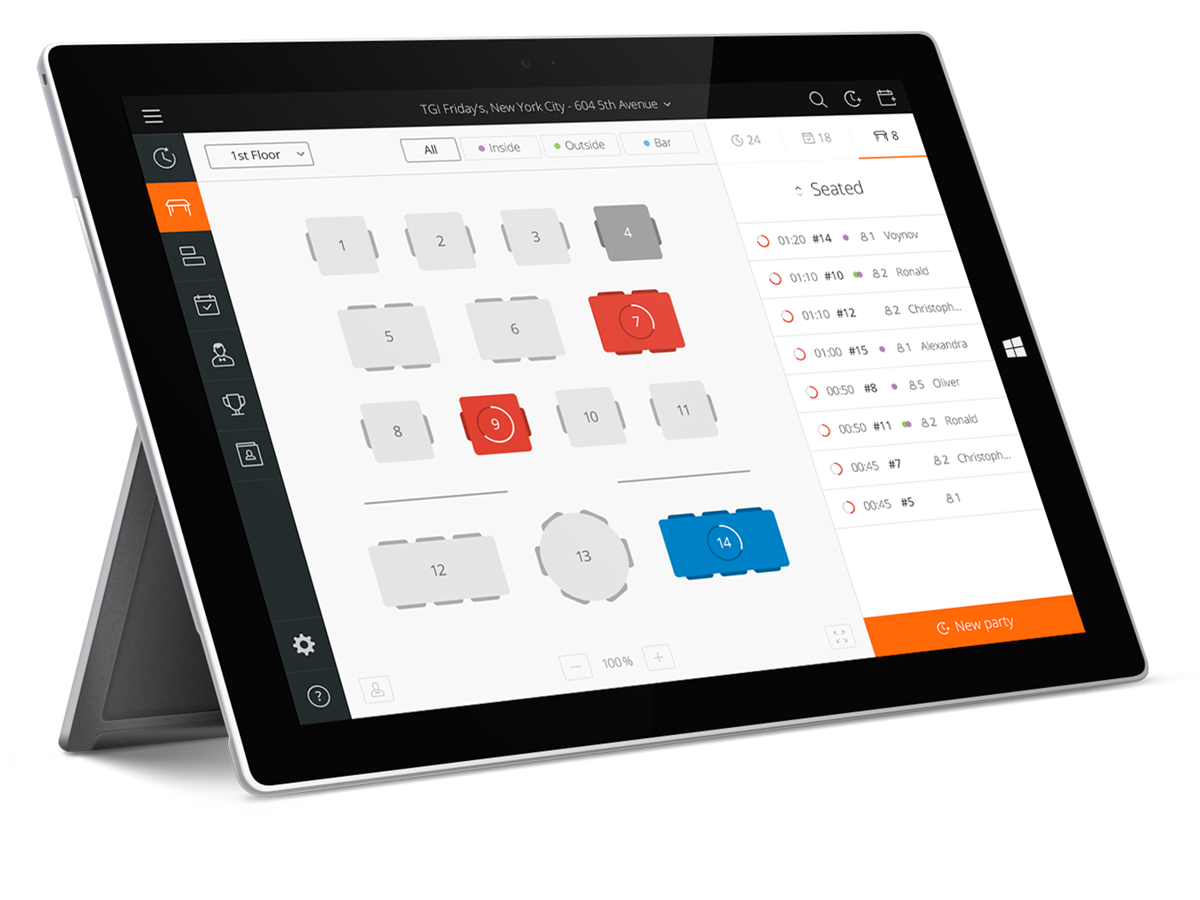 TGI Friday's, New York City - 604 5th Avenue
1st Floor
All
Inside
Outside
Bar
24
18
8
Seated
01:20 #14 1 Voynov
01:10 #10 2 Ronald
01:10 #12 2 Christoph...
01:00 #15 1 Alexandra
00:50 #8 5 Oliver
00:50 #11 2 Ronald
00:45 #7 2 Christoph...
00:45 #5 1
1
2
3
4
5
6
7
8
9
10
11
12
13
14
100%
New party
?